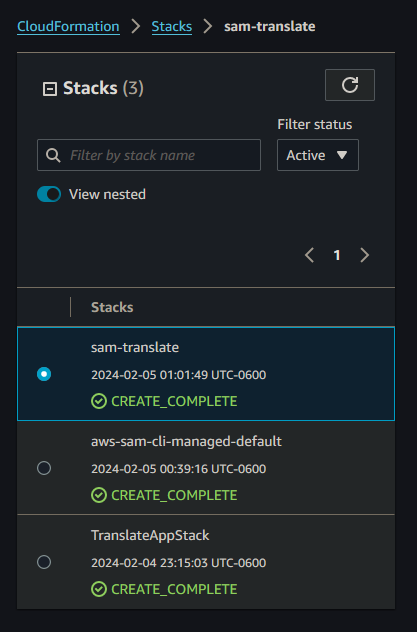 CloudFormation > Stacks > sam-translate
Stacks (3)
Filter status
Filter by stack name
Active
View nested
1
Stacks
sam-translate
2024-02-05 01:01:49 UTC-0600
CREATE_COMPLETE
aws-sam-cli-managed-default
2024-02-05 00:39:16 UTC-0600
CREATE_COMPLETE
TranslateAppStack
2024-02-04 23:15:03 UTC-0600
CREATE_COMPLETE